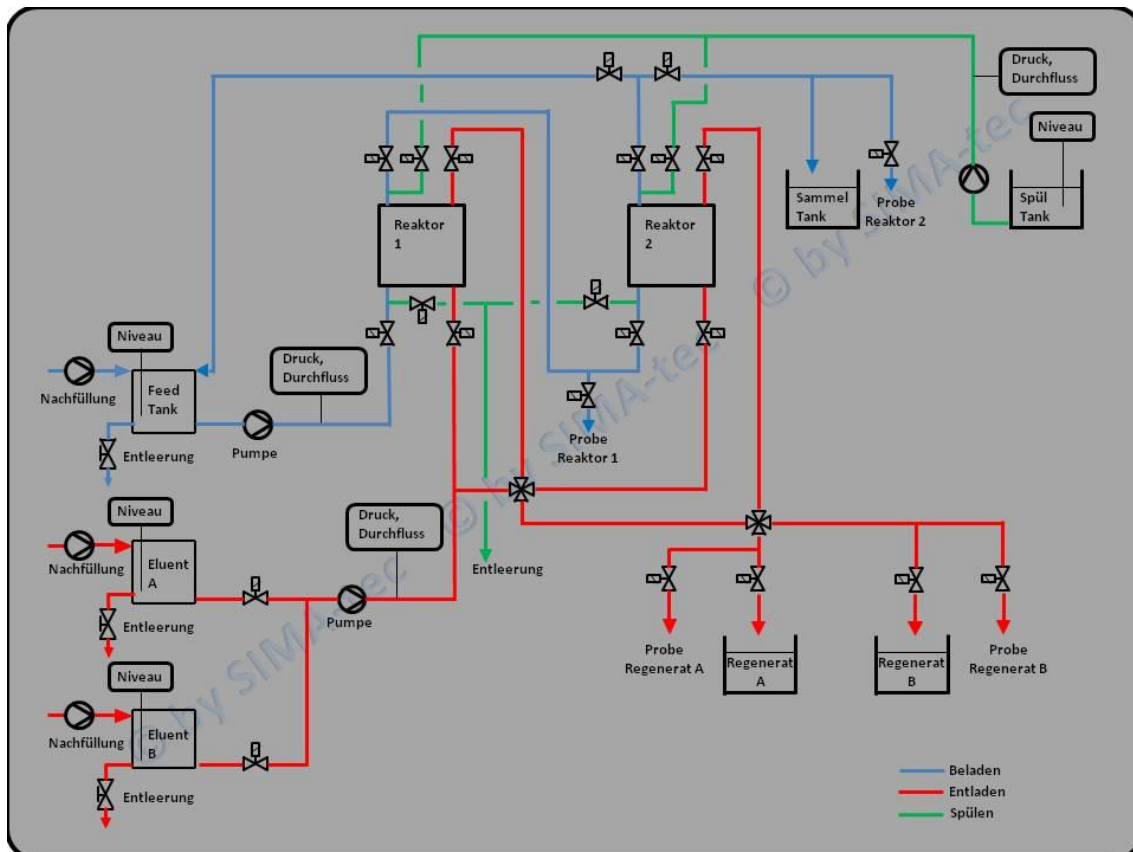 Druck,
Durchfluss
Niveau
Sammel
Tank
Probe
Reaktor 2
Spül
Tank
Reaktor
1
Reaktor
2
Niveau
Druck,
Durchfluss
Nachfüllung
Feed
Tank
Entleerung
Pumpe
Probe
Reaktor 1
Niveau
Druck,
Durchfluss
Nachfüllung
Eluent
A
Entleerung
Pumpe
Entleerung
Niveau
Probe
Regenerat A
Regenerat
A
Regenerat
B
Probe
Regenerat B
Nachfüllung
Eluent
B
Entleerung
Beladen
Entladen
Spülen
© by SIMA-tec © by SIMA-tec © by SIMA-tec